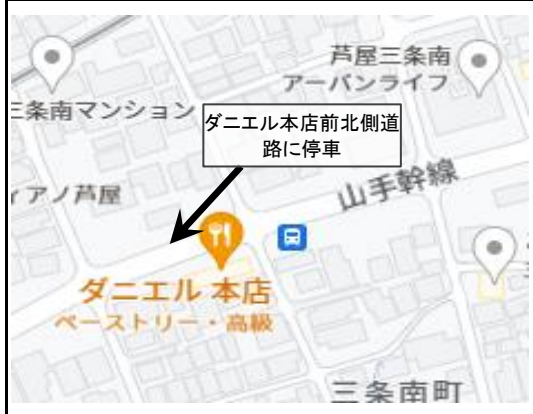 芦屋三条南
アーバンライフ
三条南マンション
ダニエル本店前北側道
路に停車
山手幹線
ィアノ芦屋
ダニエル 本店
ペーストリー・高級
三条南町